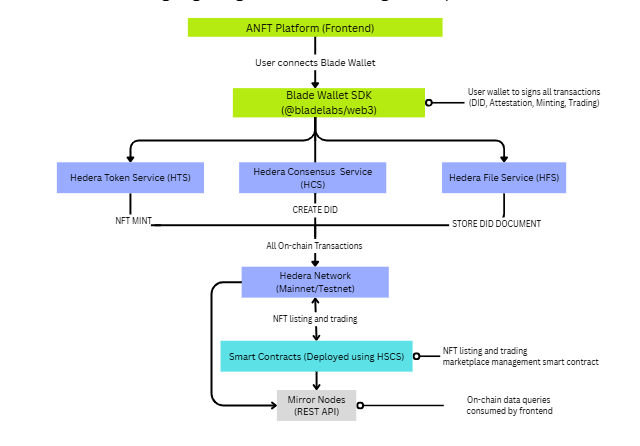 ANFT Platform (Frontend)
User connects Blade Wallet
Blade Wallet SDK
(@bladelabs/web3)
User wallet to signs all transactions
(DID, Attestation, Minting, Trading)
Hedera Token Service (HTS)
Hedera Consensus Service
(HCS)
Hedera File Service (HFS)
NFT MINT
CREATE DID
STORE DID DOCUMENT
All On-chain Transactions
Hedera Network
(Mainnet/Testnet)
NFT listing and trading
Smart Contracts (Deployed using HSCS)
NFT listing and trading
marketplace management smart contract
Mirror Nodes
(REST API)
On-chain data queries
consumed by frontend